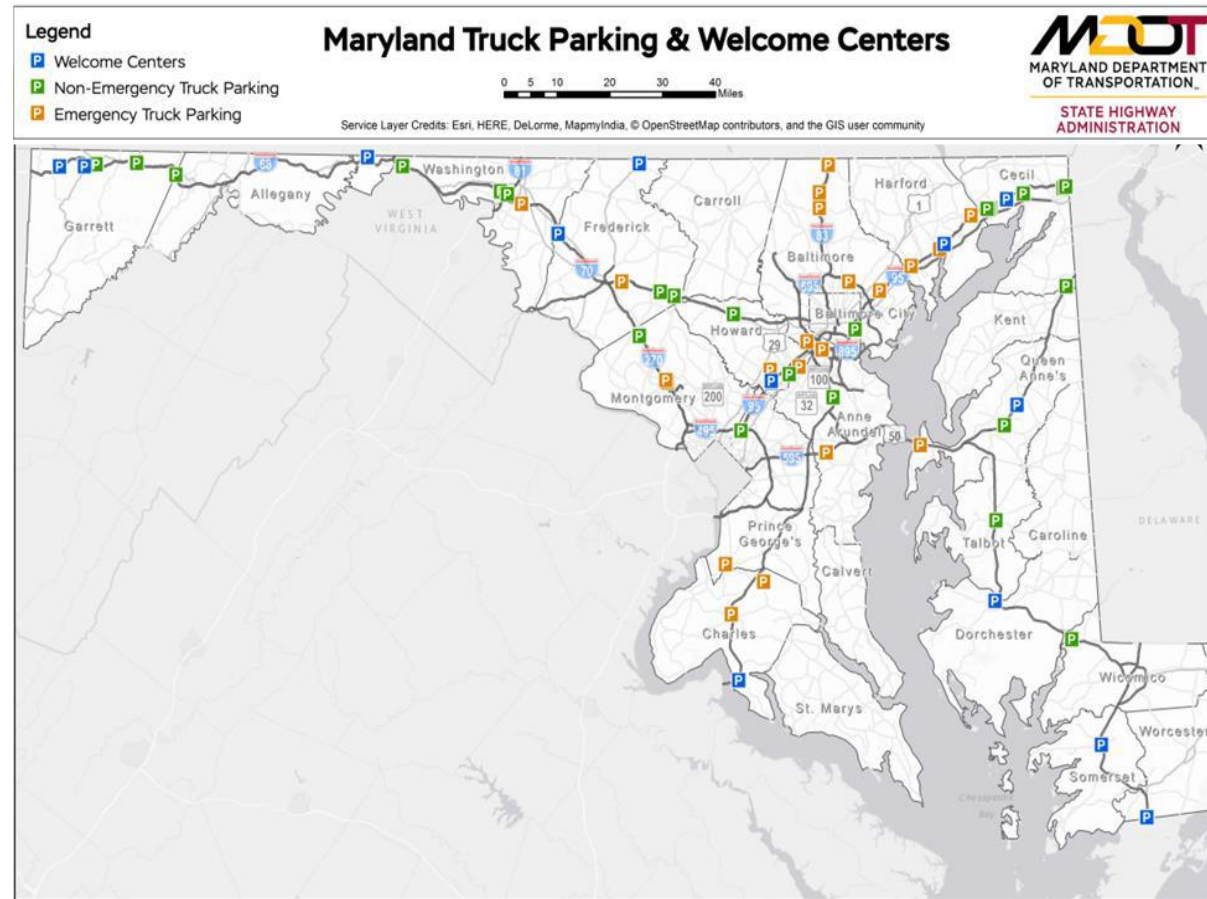 Legend
P Welcome Centers
P Non-Emergency Truck Parking
P Emergency Truck Parking
Maryland Truck Parking & Welcome Centers
0 5 10 20 30 40
Miles
Service Layer Credits: Esri, HERE, DeLorme, MapmyIndia, © OpenStreetMap contributors, and the GIS user community
MDOT
MARYLAND DEPARTMENT
OF TRANSPORTATION
STATE HIGHWAY
ADMINISTRATION
Garrett
68
Allegany
Washington
81
WEST
VIRGINIA
70
Frederick
Carroll
83
Baltimore
Harford
1
Cecil
695
95
Baltimore City
Kent
Howard
29
895
270
Montgomery
200
100
95
32
Queen
Anne's
Anne
Arundel
50
495
595
Prince
George's
Talbot
Caroline
DELAWARE
Calvert
Charles
Dorchester
St. Marys
Wicomico
Worcester
Somerset
Chesapeake
Bay